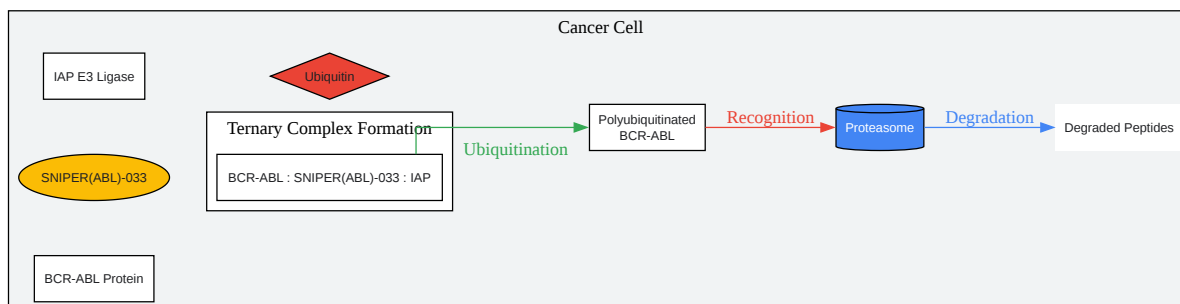 Cancer Cell
IAP E3 Ligase
Ubiquitin
SNIPER(ABL)-033
BCR-ABL Protein
Ternary Complex Formation
BCR-ABL : SNIPER(ABL)-033 : IAP
Ubiquitination
Polyubiquitinated
BCR-ABL
Recognition
Proteasome
Degradation
Degraded Peptides